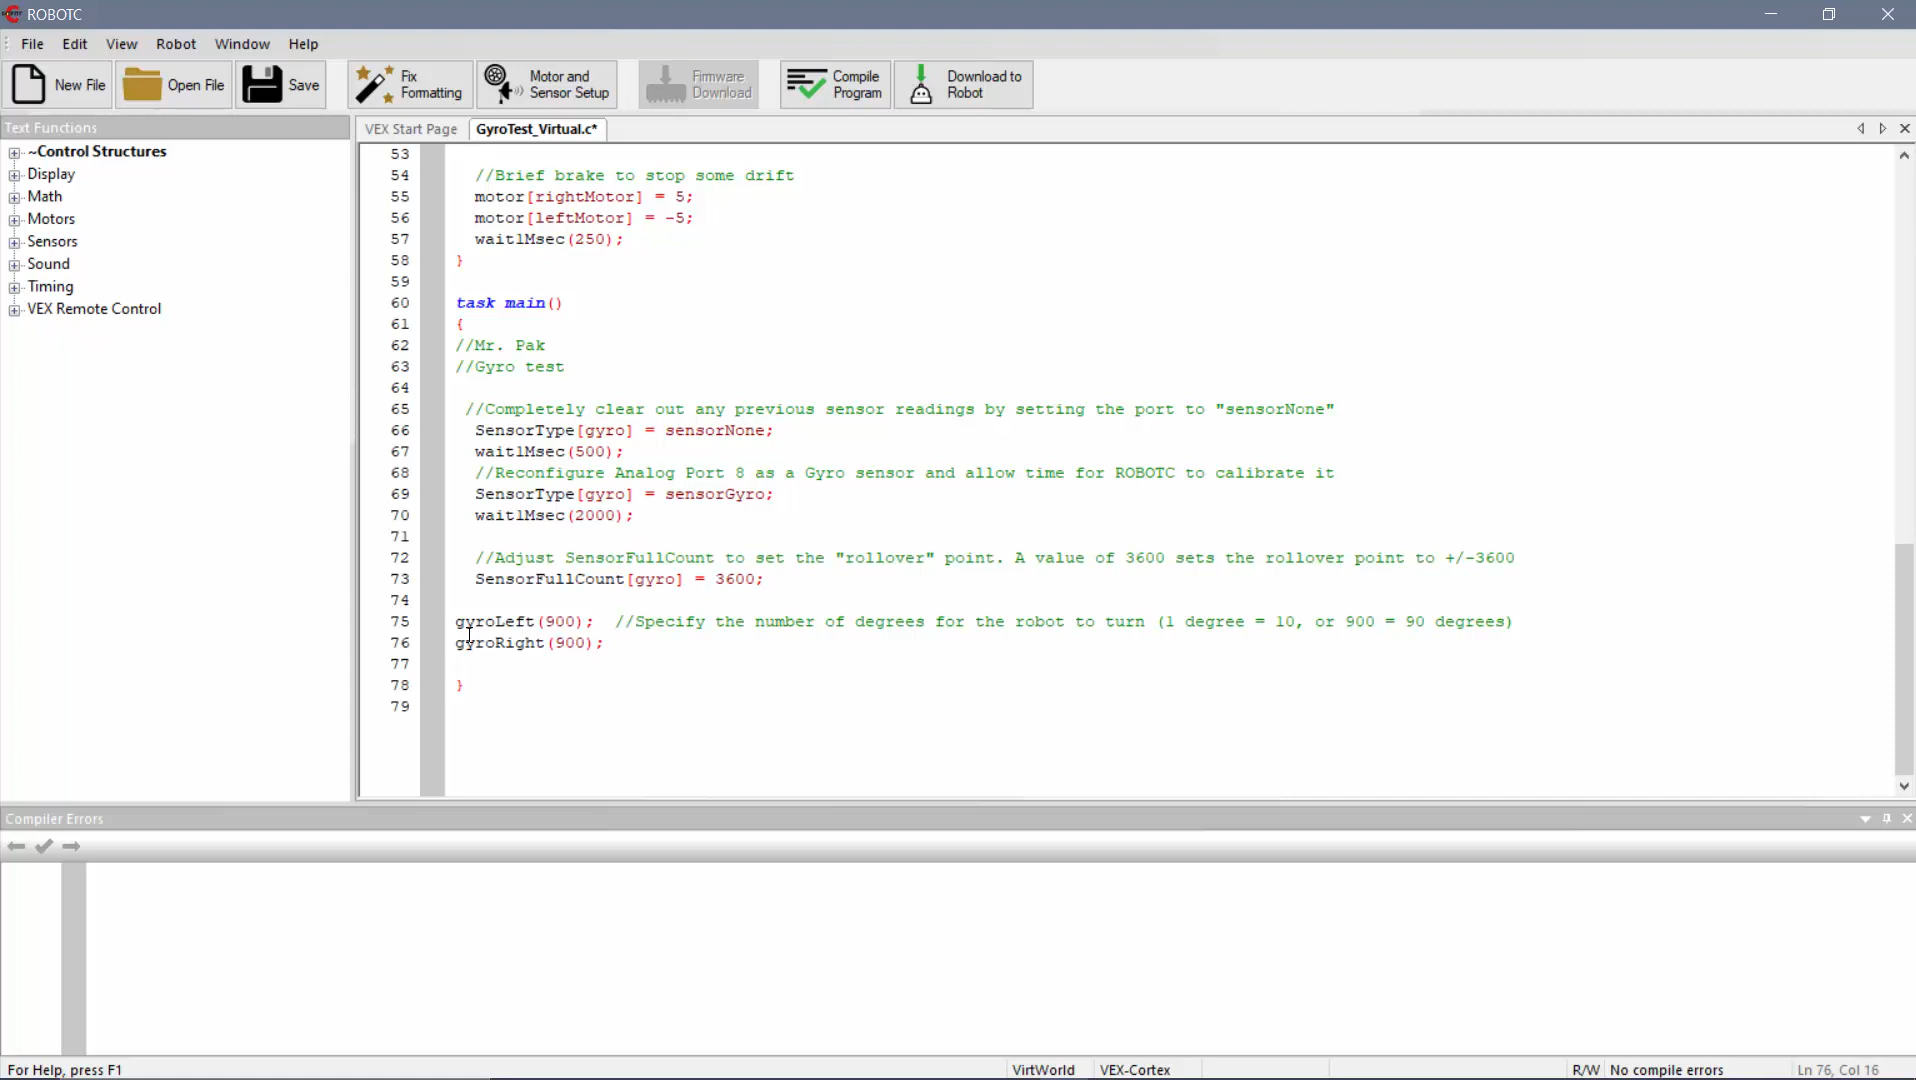 ROBOTC
File Edit View Robot Window Help
New File Open File Save Fix Formatting Motor and Sensor Setup Firmware Download Compile Program Download to Robot
Text Functions
~Control Structures
Display
Math
Motors
Sensors
Sound
Timing
VEX Remote Control
VEX Start Page GyroTest_Virtual.c*
53
54 //Brief brake to stop some drift
55 motor[rightMotor] = 5;
56 motor[leftMotor] = -5;
57 wait1Msec(250);
58 }
59
60 task main()
61 {
62 //Mr. Pak
63 //Gyro test
64
65 //Completely clear out any previous sensor readings by setting the port to "sensorNone"
66 SensorType[gyro] = sensorNone;
67 wait1Msec(500);
68 //Reconfigure Analog Port 8 as a Gyro sensor and allow time for ROBOTC to calibrate it
69 SensorType[gyro] = sensorGyro;
70 wait1Msec(2000);
71
72 //Adjust SensorFullCount to set the "rollover" point. A value of 3600 sets the rollover point to +/-3600
73 SensorFullCount[gyro] = 3600;
74
75 gyroLeft(900); //Specify the number of degrees for the robot to turn (1 degree = 10, or 900 = 90 degrees)
76 gyroRight(900);
77
78 }
79
Compiler Errors
For Help, press F1 VirtWorld VEX-Cortex R/W No compile errors Ln 76, Col 16